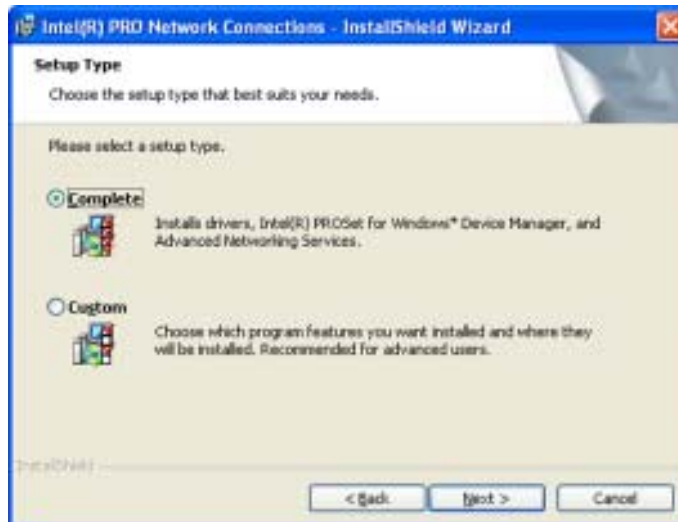 Intel(R) PRO Network Connections - InstallShield Wizard
Setup Type
Choose the setup type that best suits your needs.
Please select a setup type.
Complete
Installs drivers, Intel(R) PROSet for Windows* Device Manager, and
Advanced Networking Services.
Custom
Choose which program features you want installed and where they
will be installed. Recommended for advanced users.
InstallShield
< Back
Next >
Cancel